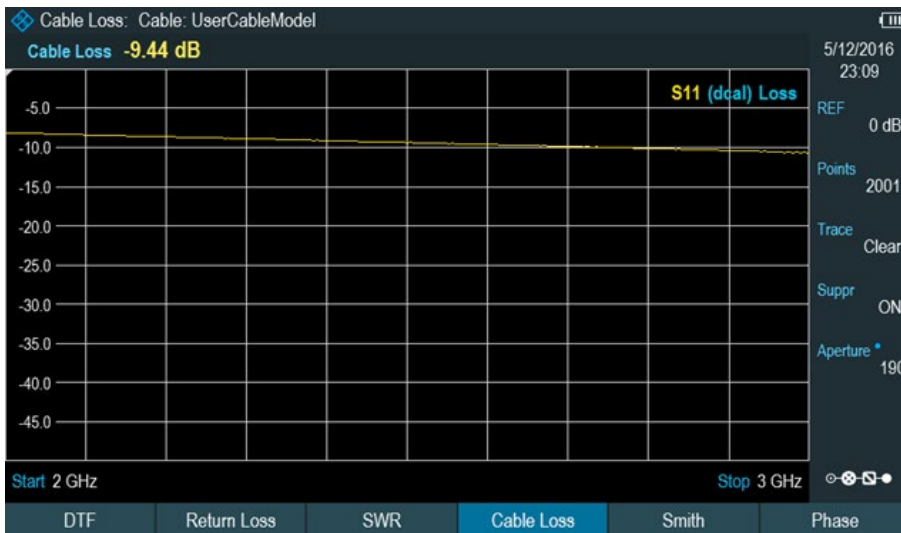 Cable Loss: Cable: UserCableModel
Cable Loss -9.44 dB
5/12/2016
23:09
S11 (dcal) Loss
-5.0
-10.0
-15.0
-20.0
-25.0
-30.0
-35.0
-40.0
-45.0
REF
0 dB
Points
2001
Trace
Clear
Suppr
ON
Aperture
190
Start 2 GHz
Stop 3 GHz
DTF
Return Loss
SWR
Cable Loss
Smith
Phase